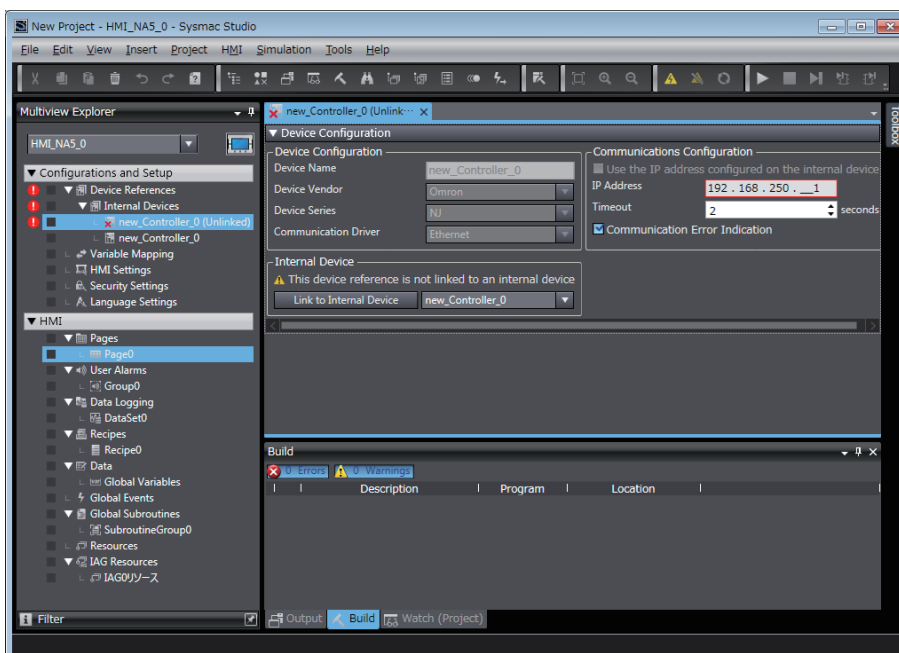 New Project - HMI_NA5_0 - Sysmac Studio
File Edit View Insert Project HMI Simulation Tools Help
Multiview Explorer
HMI_NA5_0
Configurations and Setup
Device References
Internal Devices
new_Controller_0 (Unlinked)
new_Controller_0
Variable Mapping
HMI Settings
Security Settings
Language Settings
HMI
Pages
Page0
User Alarms
Group0
Data Logging
DataSet0
Recipes
Recipe0
Data
Global Variables
Global Events
Global Subroutines
SubroutineGroup0
Resources
IAG Resources
IAG0リソース
Filter
new_Controller_0 (Unlink···
Device Configuration
Device Configuration
Device Name new_Controller_0
Device Vendor Omron
Device Series NJ
Communication Driver Ethernet
Internal Device
This device reference is not linked to an internal device
Link to Internal Device new_Controller_0
Communications Configuration
Use the IP address configured on the internal device
IP Address 192 . 168 . 250 . __1
Timeout 2 seconds
Communication Error Indication
Toolbox
Build
0 Errors 0 Warnings
Description Program Location
Output Build Watch (Project)